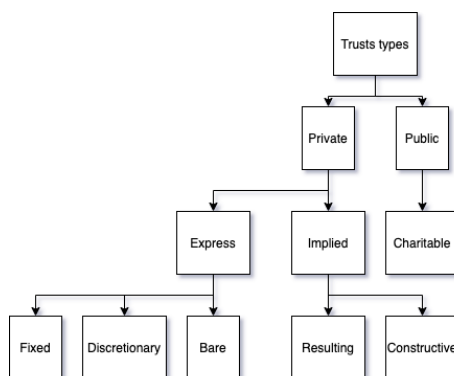 Trusts types
Private
Public
Express
Implied
Charitable
Fixed
Discretionary
Bare
Resulting
Constructive